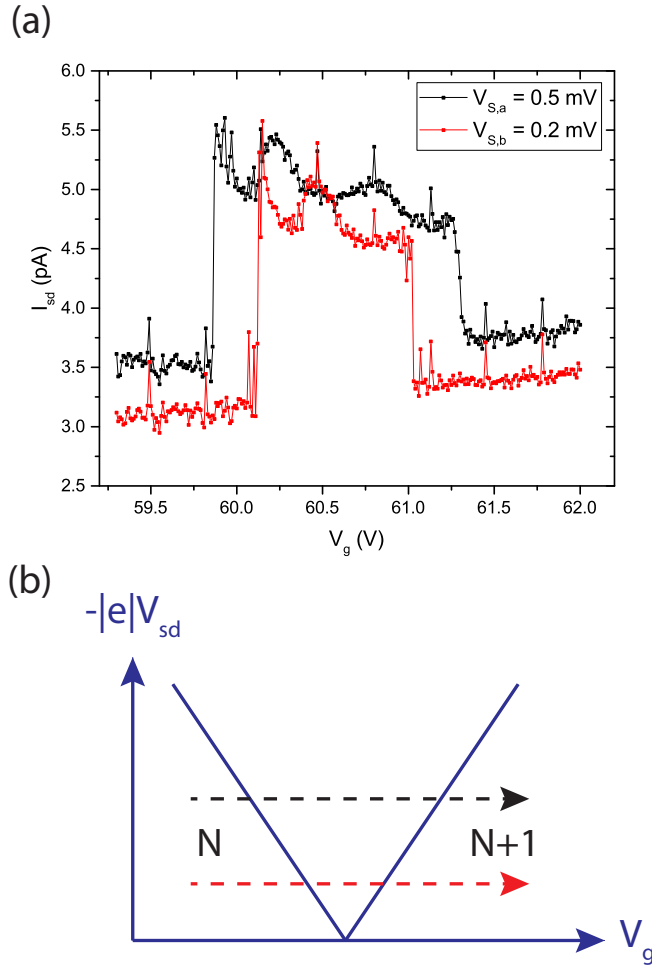 (a)
6.0
5.5
5.0
4.5
4.0
3.5
3.0
2.5
I_sd (pA)
V_S,a = 0.5 mV
V_S,b = 0.2 mV
59.5 60.0 60.5 61.0 61.5 62.0
V_g (V)
(b)
-|e|V_sd
N N+1
V_g